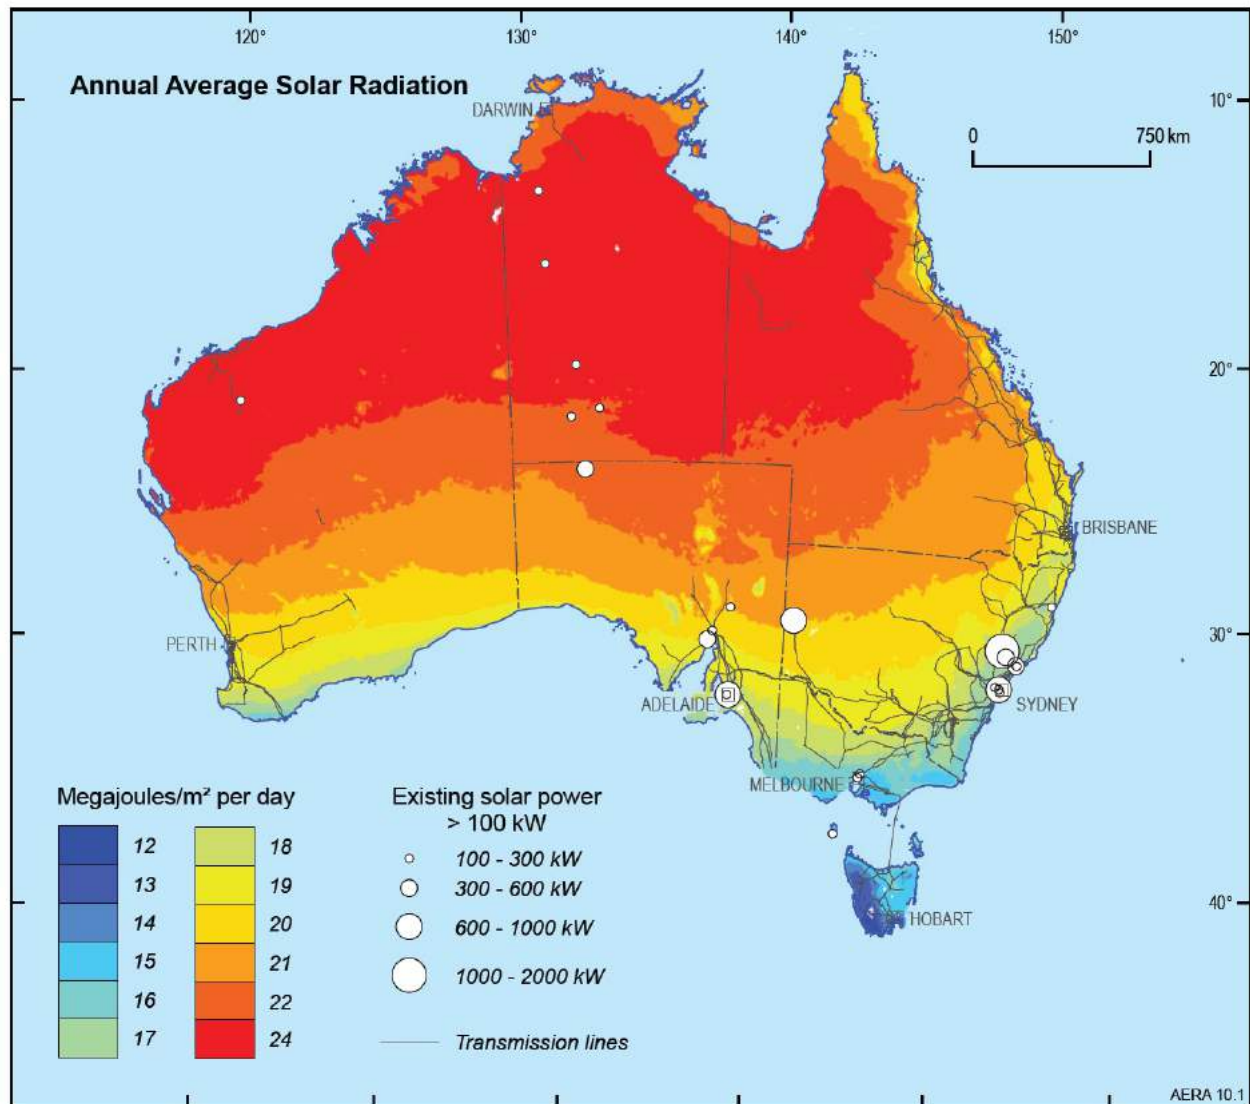 120°
130°
140°
150°
Annual Average Solar Radiation
DARWIN
10°
0
750 km
20°
BRISBANE
PERTH
30°
ADELAIDE
SYDNEY
MELBOURNE
HOBART
40°
Megajoules/m² per day
12
13
14
15
16
17
18
19
20
21
22
24
Existing solar power
> 100 kW
100 - 300 kW
300 - 600 kW
600 - 1000 kW
1000 - 2000 kW
Transmission lines
AERA 10.1